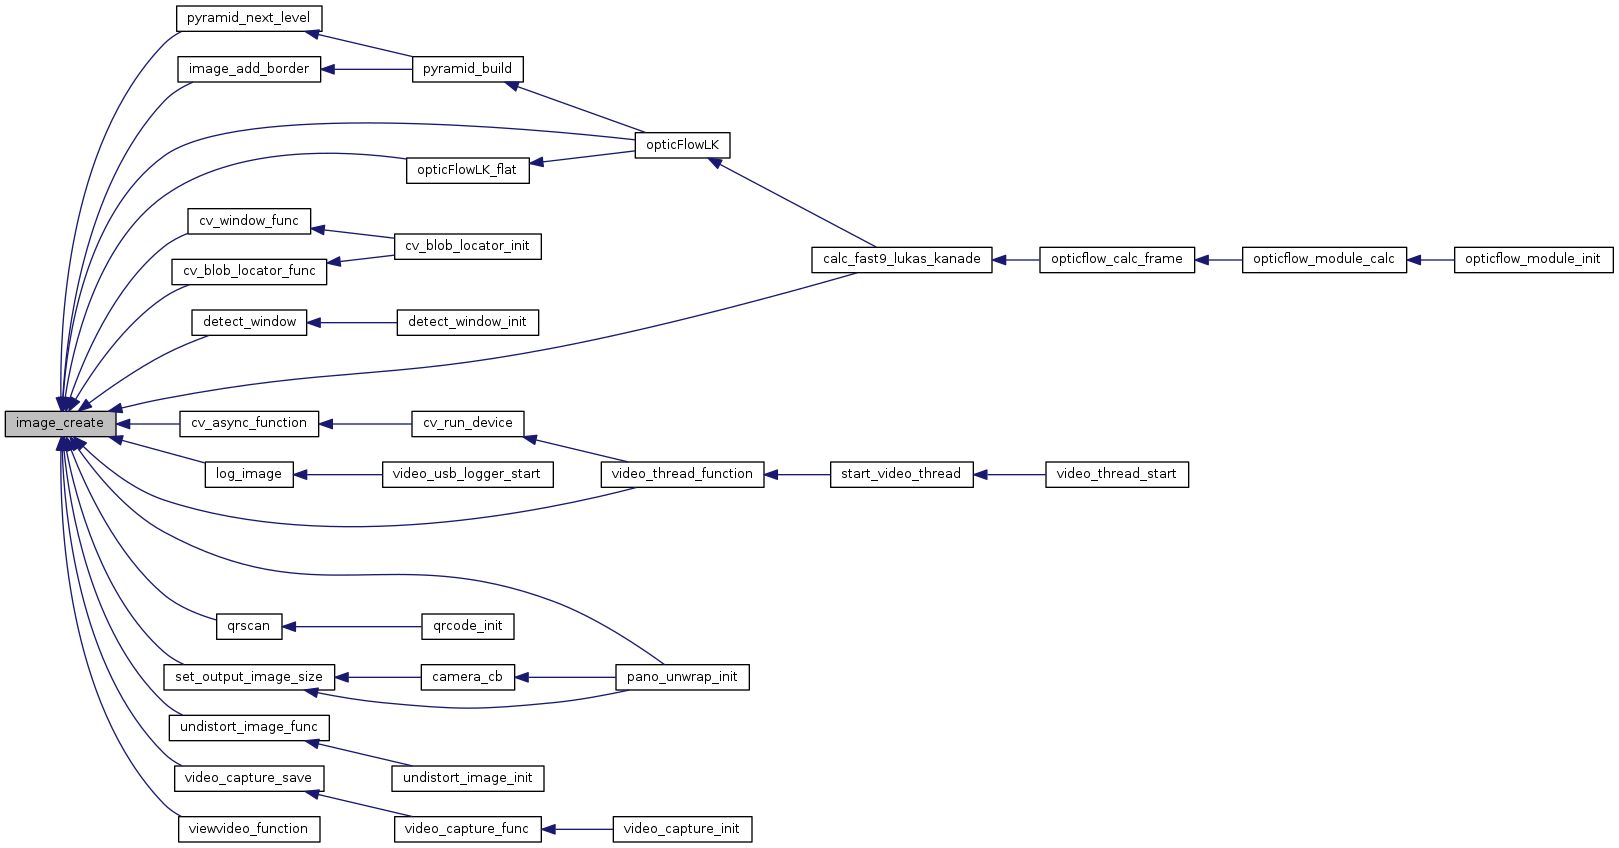 pyramid_next_level
image_add_border
pyramid_build
opticFlowLK
opticFlowLK_flat
cv_window_func
cv_blob_locator_init
cv_blob_locator_func
calc_fast9_lukas_kanade
opticflow_calc_frame
opticflow_module_calc
opticflow_module_init
detect_window
detect_window_init
image_create
cv_async_function
cv_run_device
log_image
video_usb_logger_start
video_thread_function
start_video_thread
video_thread_start
qrscan
qrcode_init
set_output_image_size
camera_cb
pano_unwrap_init
undistort_image_func
video_capture_save
undistort_image_init
viewvideo_function
video_capture_func
video_capture_init